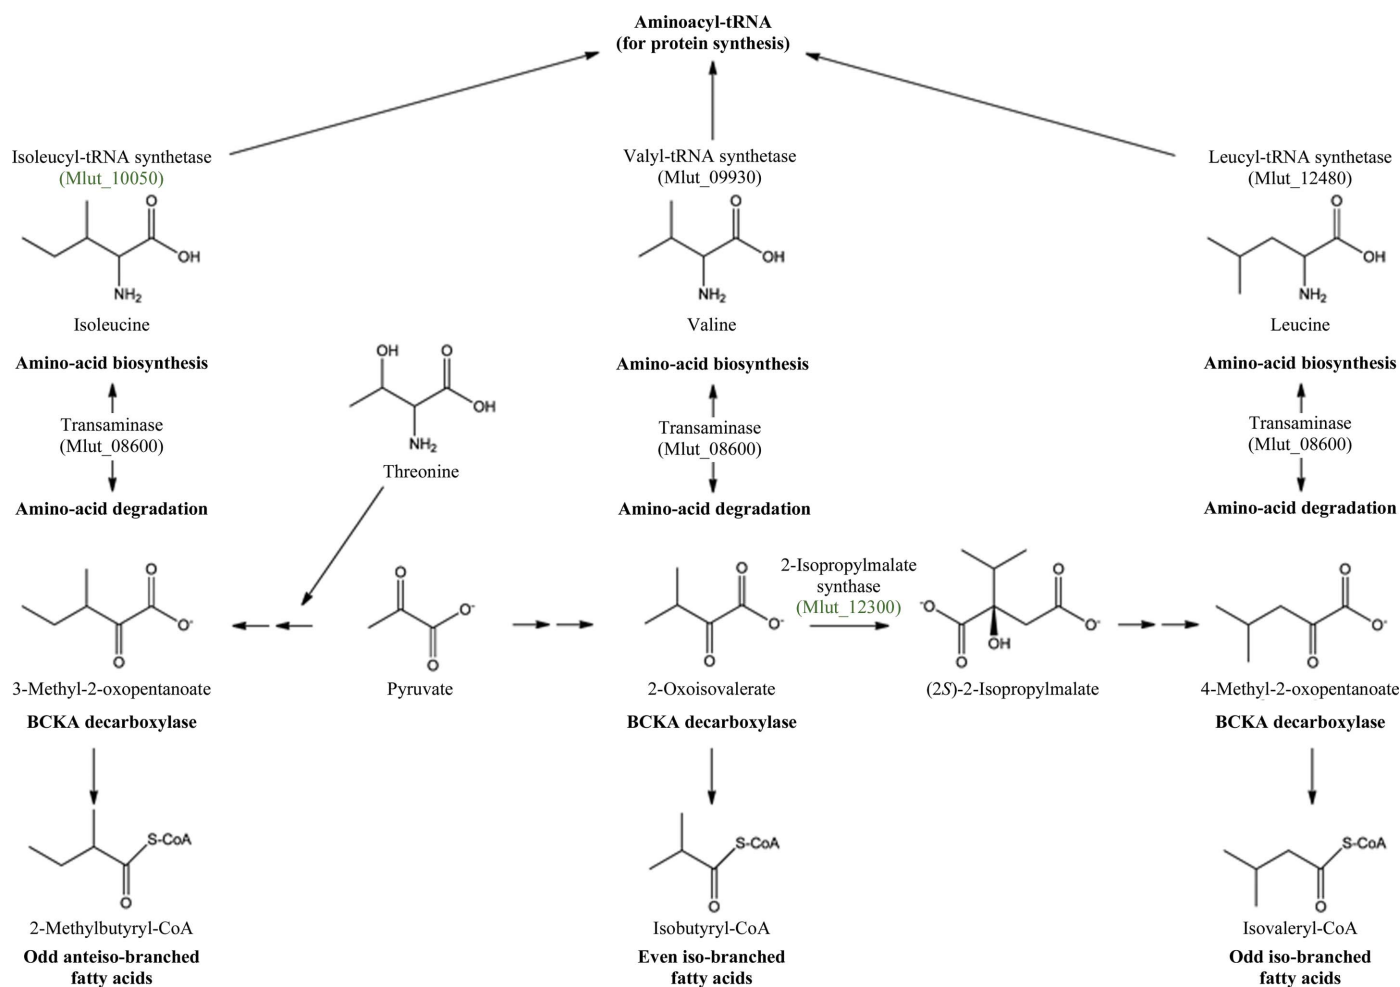 Aminoacyl-tRNA
(for protein synthesis)
Isoleucyl-tRNA synthetase
(Mlut_10050)
Valyl-tRNA synthetase
(Mlut_09930)
Leucyl-tRNA synthetase
(Mlut_12480)
O
OH
NH2
Isoleucine
O
OH
NH2
Valine
O
OH
NH2
Leucine
Amino-acid biosynthesis
Transaminase
(Mlut_08600)
Amino-acid degradation
OH
O
OH
NH2
Threonine
Amino-acid biosynthesis
Transaminase
(Mlut_08600)
Amino-acid degradation
Amino-acid biosynthesis
Transaminase
(Mlut_08600)
Amino-acid degradation
O
O-
O
3-Methyl-2-oxopentanoate
BCKA decarboxylase
O
O-
O
Pyruvate
O
O-
O
2-Oxoisovalerate
BCKA decarboxylase
2-Isopropylmalate
synthase
(Mlut_12300)
O
-O
O-
OH
O
(2S)-2-Isopropylmalate
O
O-
O
4-Methyl-2-oxopentanoate
BCKA decarboxylase
S-CoA
O
2-Methylbutyryl-CoA
Odd anteiso-branched
fatty acids
S-CoA
O
Isobutyryl-CoA
Even iso-branched
fatty acids
S-CoA
O
Isovaleryl-CoA
Odd iso-branched
fatty acids